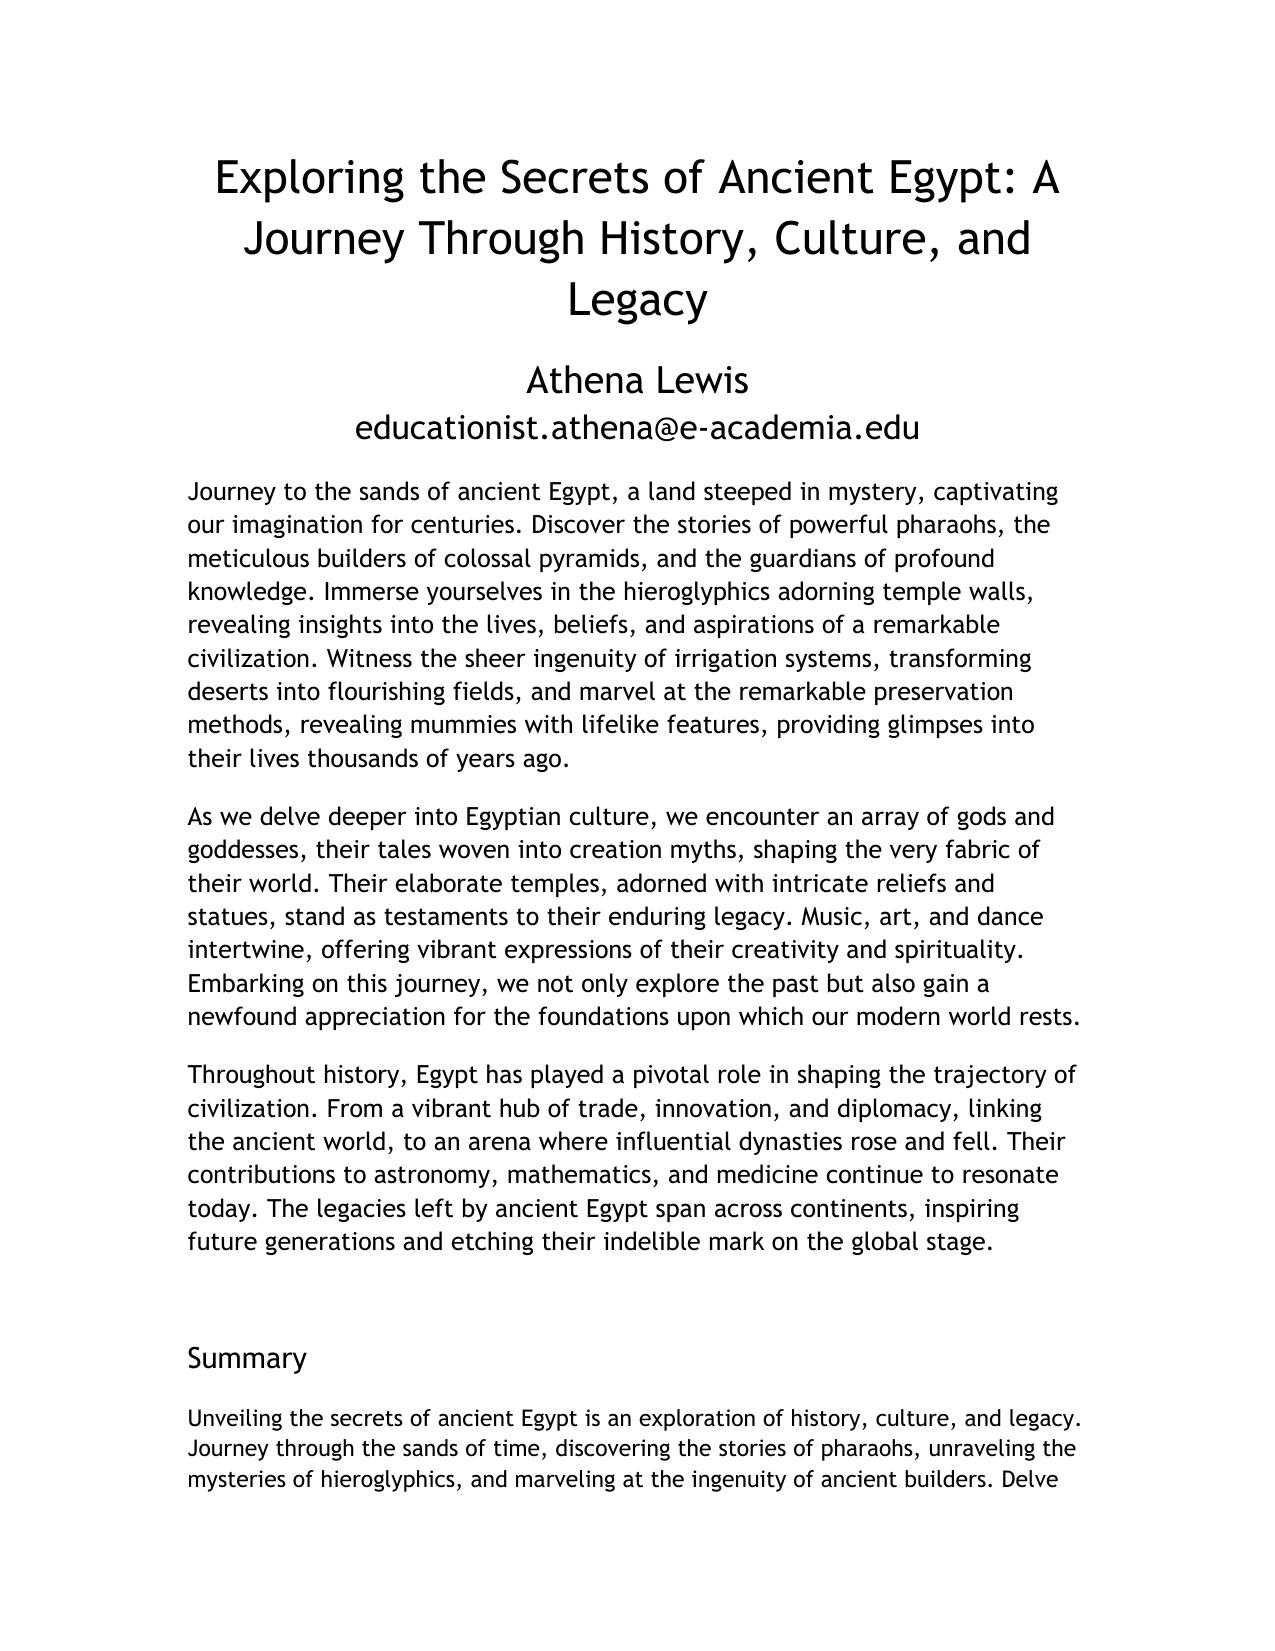 Exploring the Secrets of Ancient Egypt: A
Journey Through History, Culture, and
Legacy
Athena Lewis
educationist.athena@e-academia.edu
Journey to the sands of ancient Egypt, a land steeped in mystery, captivating
our imagination for centuries. Discover the stories of powerful pharaohs, the
meticulous builders of colossal pyramids, and the guardians of profound
knowledge. Immerse yourselves in the hieroglyphics adorning temple walls,
revealing insights into the lives, beliefs, and aspirations of a remarkable
civilization. Witness the sheer ingenuity of irrigation systems, transforming
deserts into flourishing fields, and marvel at the remarkable preservation
methods, revealing mummies with lifelike features, providing glimpses into
their lives thousands of years ago.
As we delve deeper into Egyptian culture, we encounter an array of gods and
goddesses, their tales woven into creation myths, shaping the very fabric of
their world. Their elaborate temples, adorned with intricate reliefs and
statues, stand as testaments to their enduring legacy. Music, art, and dance
intertwine, offering vibrant expressions of their creativity and spirituality.
Embarking on this journey, we not only explore the past but also gain a
newfound appreciation for the foundations upon which our modern world rests.
Throughout history, Egypt has played a pivotal role in shaping the trajectory of
civilization. From a vibrant hub of trade, innovation, and diplomacy, linking
the ancient world, to an arena where influential dynasties rose and fell. Their
contributions to astronomy, mathematics, and medicine continue to resonate
today. The legacies left by ancient Egypt span across continents, inspiring
future generations and etching their indelible mark on the global stage.
Summary
Unveiling the secrets of ancient Egypt is an exploration of history, culture, and legacy.
Journey through the sands of time, discovering the stories of pharaohs, unraveling the
mysteries of hieroglyphics, and marveling at the ingenuity of ancient builders. Delve